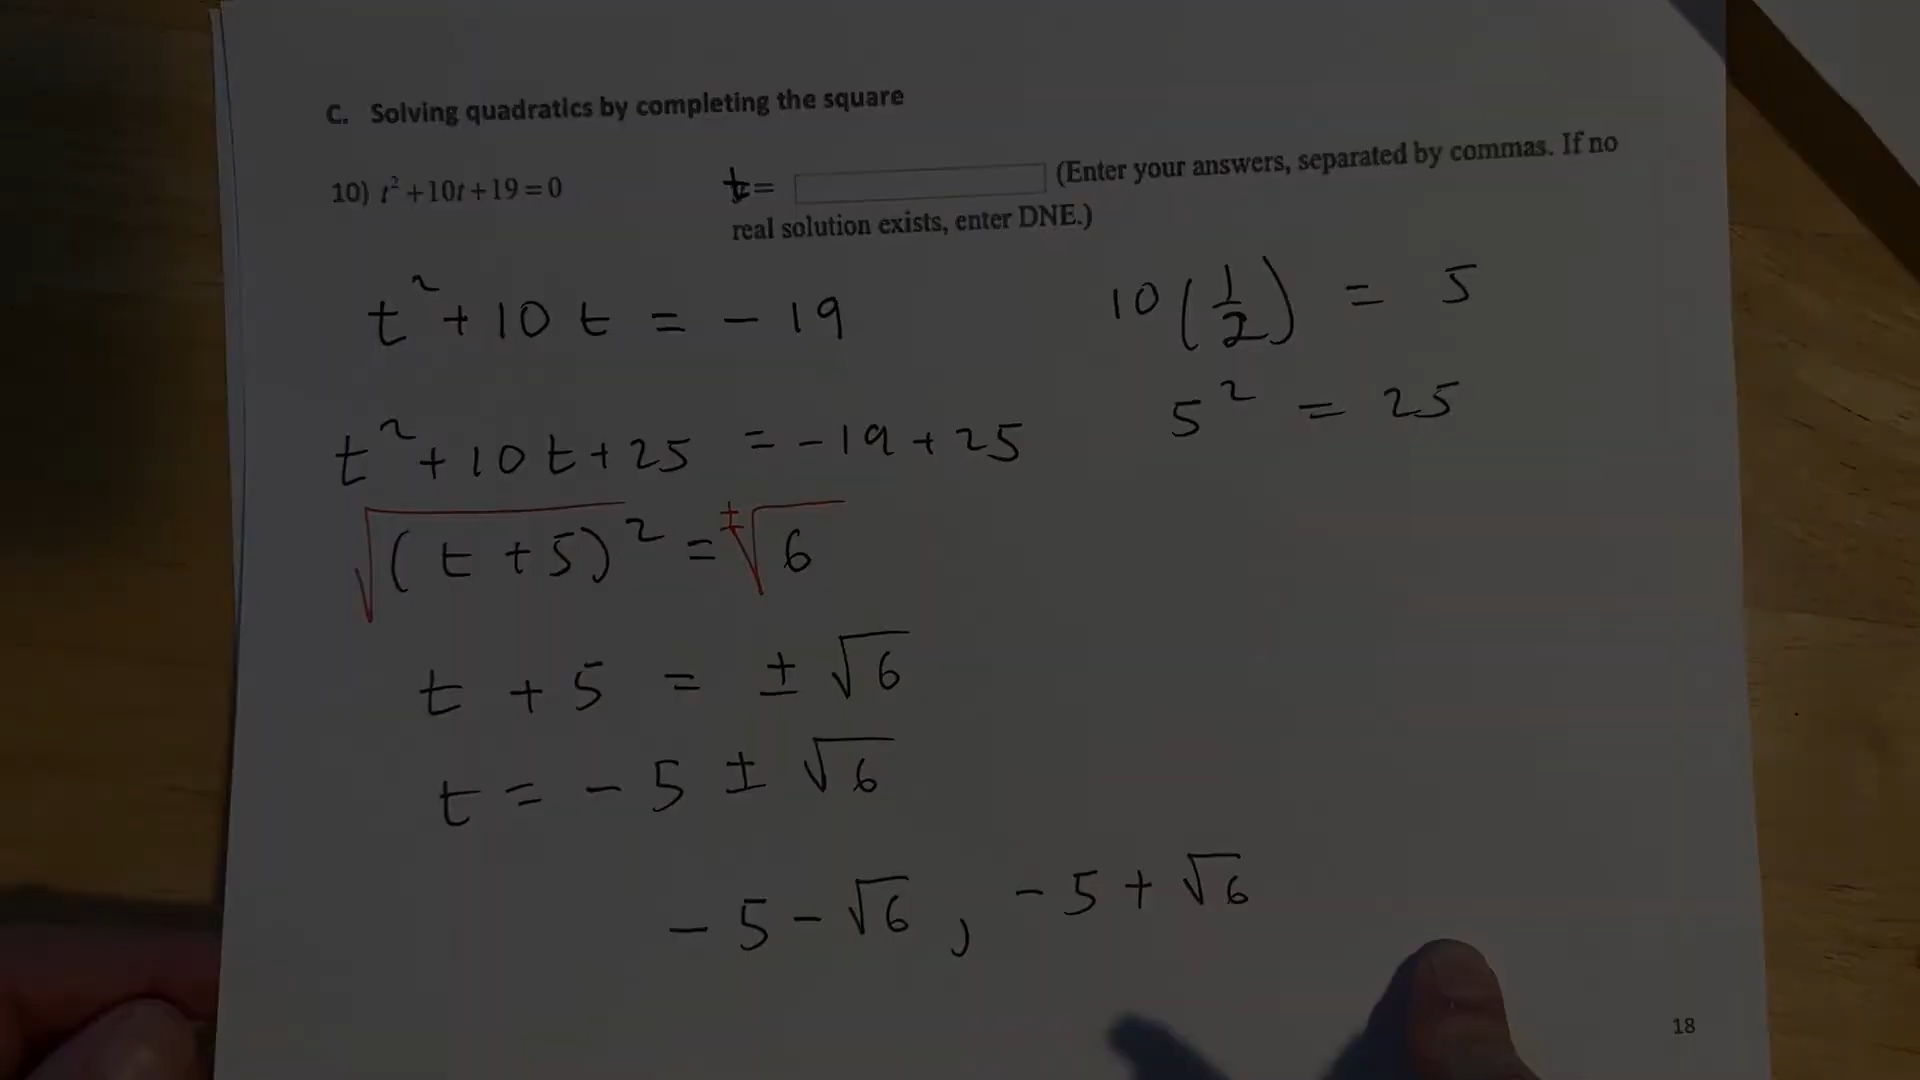 C. Solving quadratics by completing the square
10) t² + 10t + 19 = 0
t = (Enter your answers, separated by commas. If no
real solution exists, enter DNE.)
t² + 10t = -19
10(1/2) = 5
5² = 25
t² + 10t + 25 = -19 + 25
√(t + 5)² = ±√6
t + 5 = ± √6
t = -5 ± √6
-5 - √6, -5 + √6
18